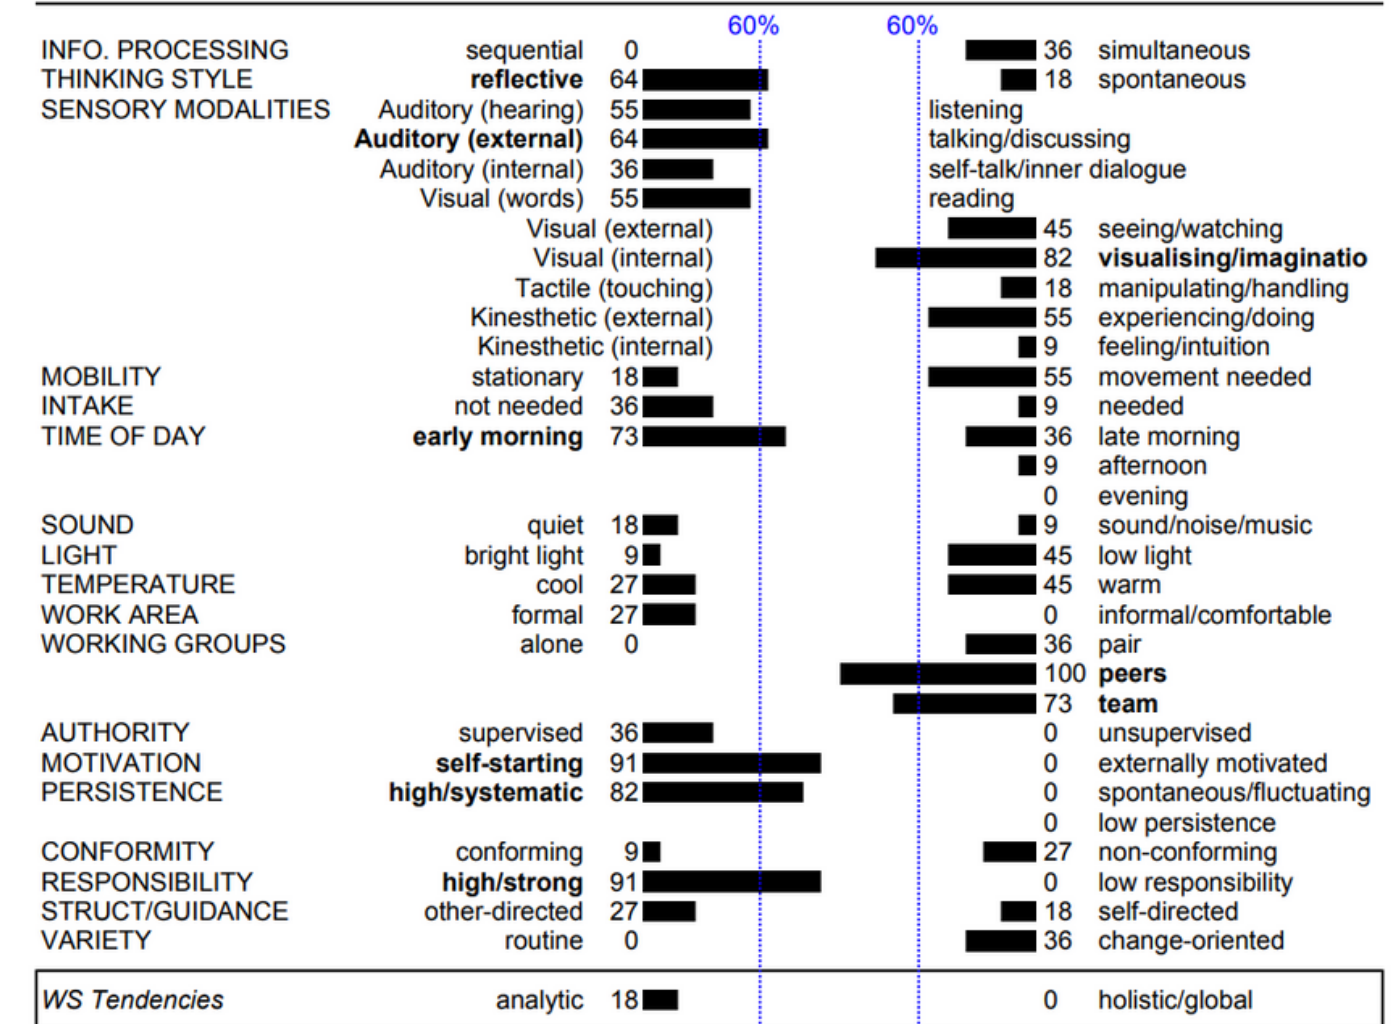 60% 60%
INFO. PROCESSING sequential 0 36 simultaneous
THINKING STYLE reflective 64 18 spontaneous
SENSORY MODALITIES Auditory (hearing) 55 listening
Auditory (external) 64 talking/discussing
Auditory (internal) 36 self-talk/inner dialogue
Visual (words) 55 reading
Visual (external) 45 seeing/watching
Visual (internal) 82 visualising/imaginatio
Tactile (touching) 18 manipulating/handling
Kinesthetic (external) 55 experiencing/doing
Kinesthetic (internal) 9 feeling/intuition
MOBILITY stationary 18 55 movement needed
INTAKE not needed 36 9 needed
TIME OF DAY early morning 73 36 late morning
9 afternoon
0 evening
SOUND quiet 18 9 sound/noise/music
LIGHT bright light 9 45 low light
TEMPERATURE cool 27 45 warm
WORK AREA formal 27 0 informal/comfortable
WORKING GROUPS alone 0 36 pair
100 peers
73 team
AUTHORITY supervised 36 0 unsupervised
MOTIVATION self-starting 91 0 externally motivated
PERSISTENCE high/systematic 82 0 spontaneous/fluctuating
0 low persistence
CONFORMITY conforming 9 27 non-conforming
RESPONSIBILITY high/strong 91 0 low responsibility
STRUCT/GUIDANCE other-directed 27 18 self-directed
VARIETY routine 0 36 change-oriented
WS Tendencies analytic 18 0 holistic/global